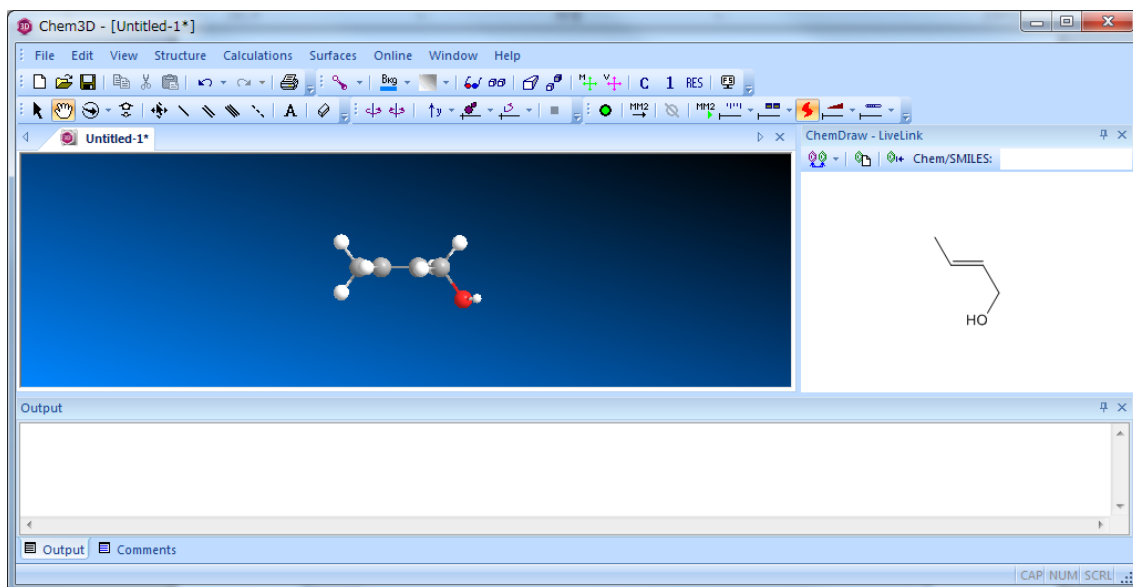 Chem3D - [Untitled-1*]
File Edit View Structure Calculations Surfaces Online Window Help
Bkg M V C 1 RES F5
A y MM2 MM2
Untitled-1*
ChemDraw - LiveLink
Chem/SMILES:
HO
Output
Output Comments
CAP NUM SCRL